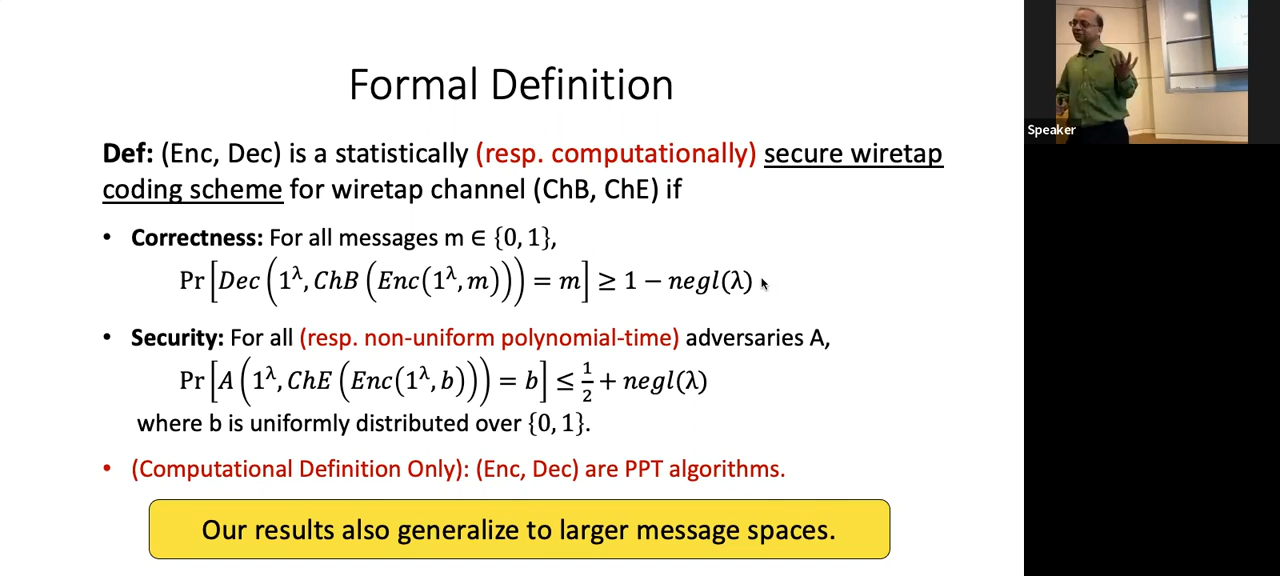 Formal Definition
Def: (Enc, Dec) is a statistically (resp. computationally) secure wiretap
coding scheme for wiretap channel (ChB, ChE) if
• Correctness: For all messages m ∈ {0, 1},
Pr[Dec(1^λ, ChB(Enc(1^λ, m))) = m] ≥ 1 − negl(λ)
• Security: For all (resp. non-uniform polynomial-time) adversaries A,
Pr[A(1^λ, ChE(Enc(1^λ, b))) = b] ≤ 1/2 + negl(λ)
where b is uniformly distributed over {0, 1}.
• (Computational Definition Only): (Enc, Dec) are PPT algorithms.
Our results also generalize to larger message spaces.
Speaker